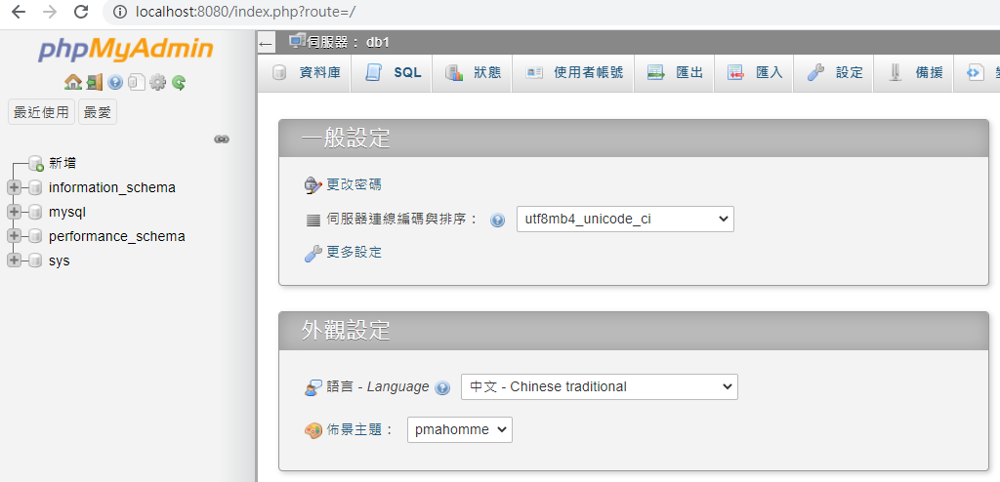 localhost:8080/index.php?route=/
phpMyAdmin
最近使用 最愛
新增
information_schema
mysql
performance_schema
sys
伺服器： db1
資料庫 SQL 狀態 使用者帳號 匯出 匯入 設定 備援
一般設定
更改密碼
伺服器連線編碼與排序： utf8mb4_unicode_ci
更多設定
外觀設定
語言 - Language 中文 - Chinese traditional
佈景主題： pmahomme